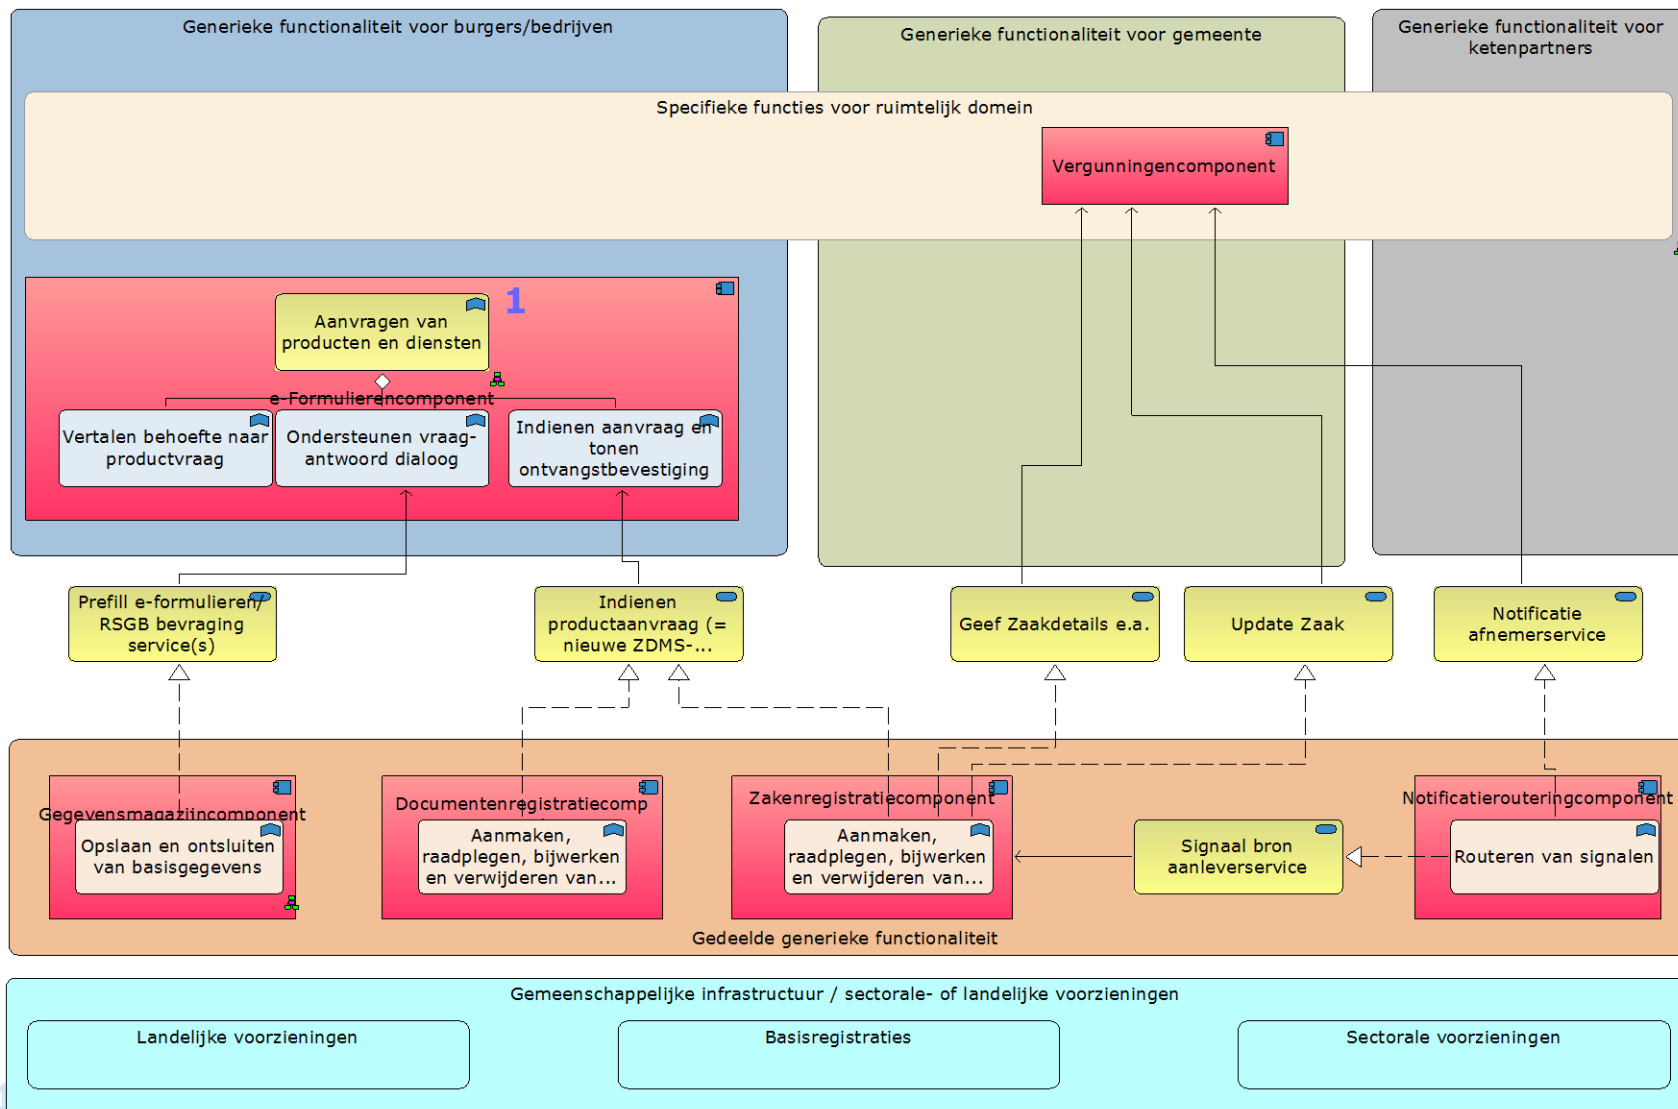 Generieke functionaliteit voor burgers/bedrijven
Generieke functionaliteit voor gemeente
Generieke functionaliteit voor
ketenpartners
Specifieke functies voor ruimtelijk domein
Vergunningencomponent
1
Aanvragen van
producten en diensten
e-Formulierencomponent
Vertalen behoefte naar
productvraag
Ondersteunen vraag-
antwoord dialoog
Indienen aanvraag en
tonen
ontvangstbevestiging
Prefill e-formulieren/
RSGB bevraging
service(s)
Indienen
productaanvraag (=
nieuwe ZDMS-...
Geef Zaakdetails e.a.
Update Zaak
Notificatie
afnemerservice
Gegevensmagazijncomponent
Opslaan en ontsluiten
van basisgegevens
Documentenregistratiecomp
Aanmaken,
raadplegen, bijwerken
en verwijderen van...
Zakenregistratiecomponent
Aanmaken,
raadplegen, bijwerken
en verwijderen van...
Signaal bron
aanleverservice
Notificatierouteringcomponent
Routeren van signalen
Gedeelde generieke functionaliteit
Gemeenschappelijke infrastructuur / sectorale- of landelijke voorzieningen
Landelijke voorzieningen
Basisregistraties
Sectorale voorzieningen